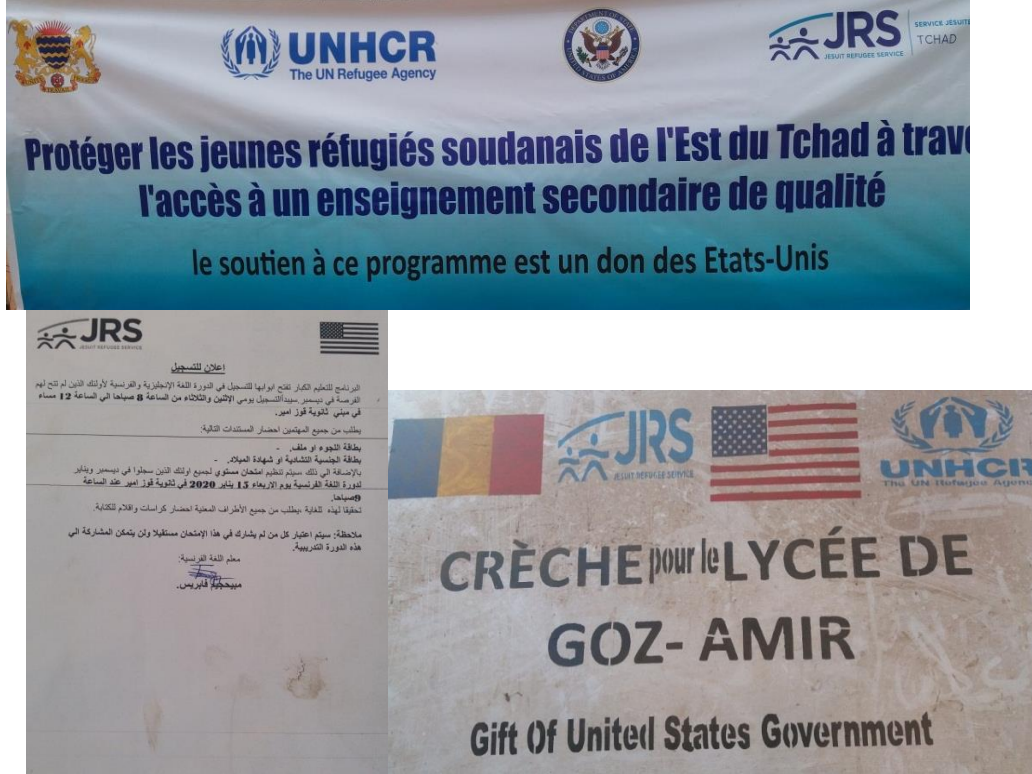 UNHCR
The UN Refugee Agency
JRS
JESUIT REFUGEE SERVICE
SERVICE JESUITE
TCHAD
Protéger les jeunes réfugiés soudanais de l'Est du Tchad à trave
l'accès à un enseignement secondaire de qualité
le soutien à ce programme est un don des Etats-Unis
JRS
JESUIT REFUGEE SERVICE
اعلان للتسجيل
البرنامج للتعليم الكبار تفتح ابوابها للتسجيل في الدورة اللغة الإنجليزية والفرنسية لأولئك الذين لم تتح لهم
الفرصة في ديسمبر سيبدأالتسجيل يومي الإثنين والثلاثاء من الساعة 8 صباحا الي الساعة 12 مساء
في مبني ثانوية قوز امير.
يطلب من جميع المهتمين احضار المستندات التالية:
بطاقة اللجوء او ملف. -
بطاقة الجنسية التشادية او شهادة الميلاد. -
بالإضافة الي ذلك ،سيتم تنظيم امتحان مستوي لجميع اولئك الذين سجلوا في ديسمبر ويناير
لدورة اللغة الفرنسية يوم الاربعاء 15 يناير 2020 في ثانوية قوز امير عند الساعة
9صباحا.
تحقيقا لهذه للغاية ،يطلب من جميع الأطراف المعنية احضار كراسات واقلام للكتابة.
ملاحظة: سيتم اعتبار كل من لم يشارك في هذا الإمتحان مستقيلا ولن يتمكن المشاركة الي
هذه الدورة التدريبية.
معلم اللغة الفرنسية:
فابريس.
JRS
JESUIT REFUGEE SERVICE
UNHCR
The UN Refugee Agency
CRÈCHE pour le LYCÉE DE
GOZ- AMIR
Gift Of United States Government